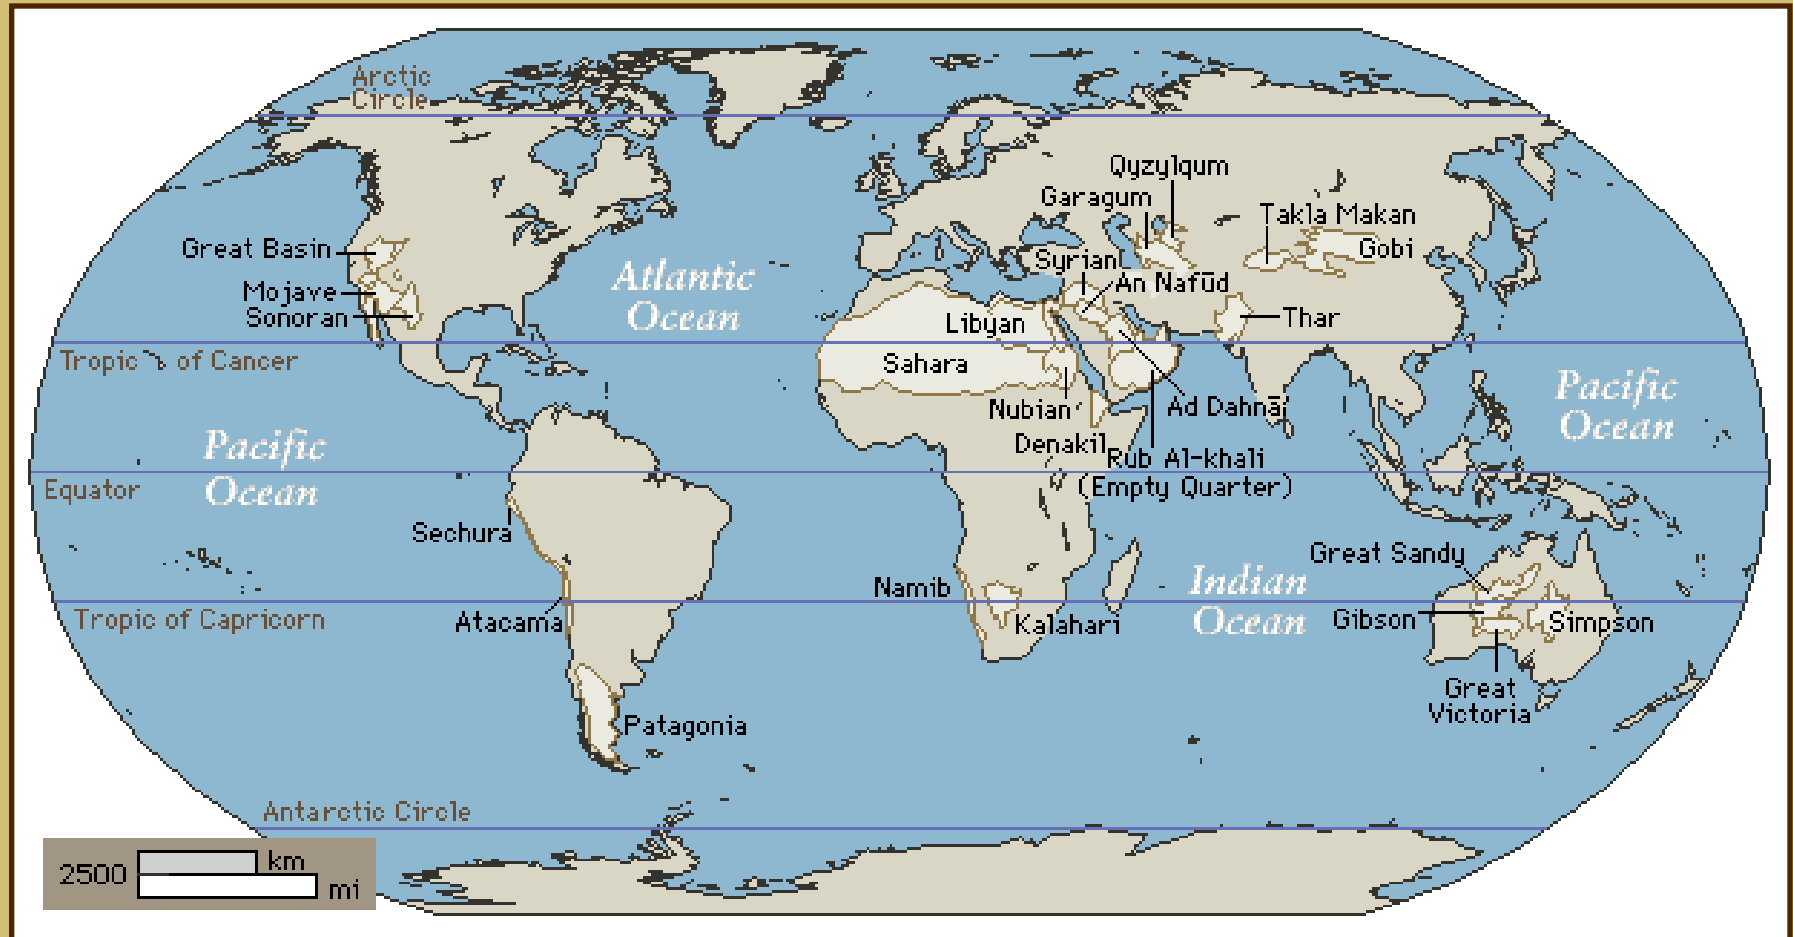 Arctic
Circle
Qyzylqum
Garagum
Takla Makan
Gobi
Great Basin
Syrian
An Nafūd
Atlantic
Ocean
Mojave
Sonoran
Libyan
Thar
Tropic of Cancer
Sahara
Pacific
Ocean
Nubian
Ad Dahnā
Denakil
Pacific
Ocean
Rub Al-khali
(Empty Quarter)
Equator
Sechura
Great Sandy
Indian
Ocean
Namib
Tropic of Capricorn
Atacama
Kalahari
Gibson
Simpson
Great
Victoria
Patagonia
Antarctic Circle
2500
km
mi